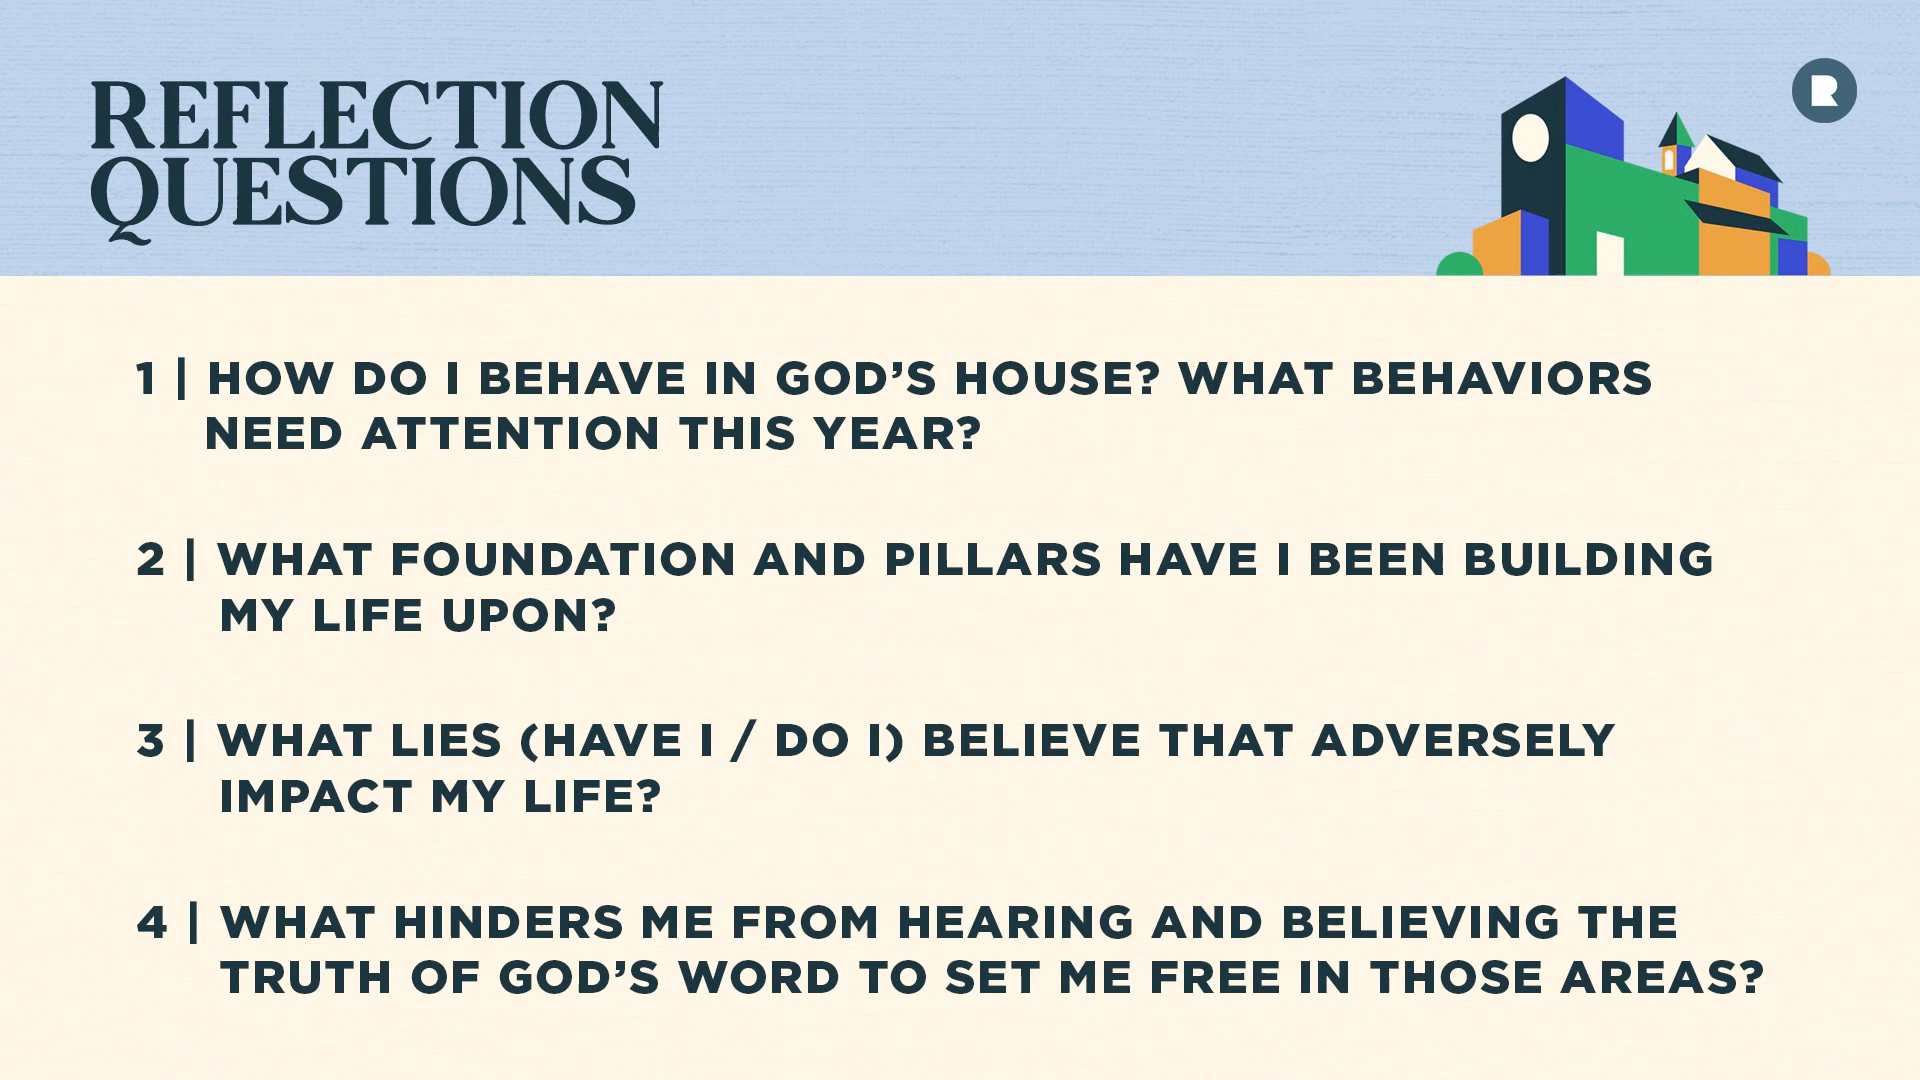 REFLECTION
QUESTIONS
R
1 | HOW DO I BEHAVE IN GOD’S HOUSE? WHAT BEHAVIORS
NEED ATTENTION THIS YEAR?
2 | WHAT FOUNDATION AND PILLARS HAVE I BEEN BUILDING
MY LIFE UPON?
3 | WHAT LIES (HAVE I / DO I) BELIEVE THAT ADVERSELY
IMPACT MY LIFE?
4 | WHAT HINDERS ME FROM HEARING AND BELIEVING THE
TRUTH OF GOD’S WORD TO SET ME FREE IN THOSE AREAS?